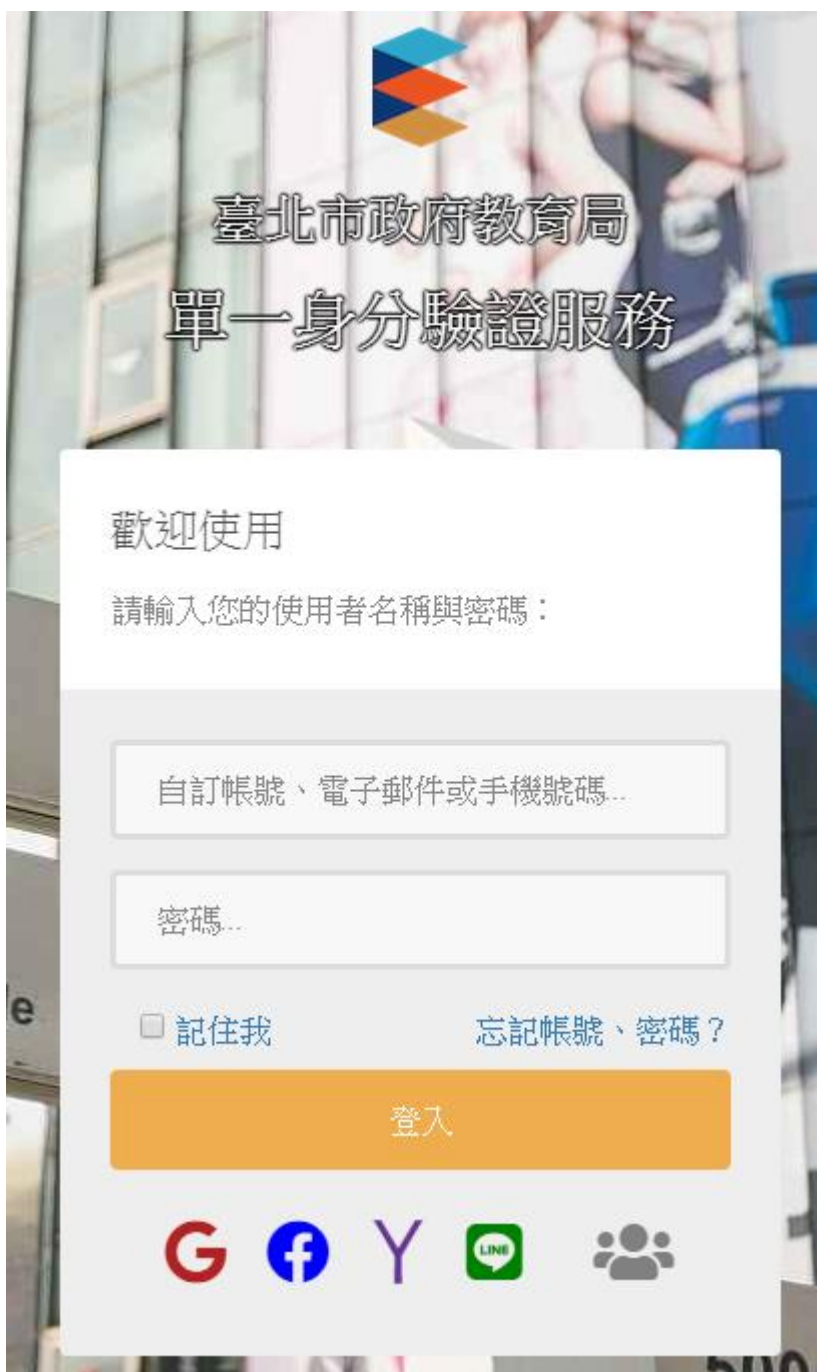 臺北市政府教育局
單一身分驗證服務
歡迎使用
請輸入您的使用者名稱與密碼：
自訂帳號、電子郵件或手機號碼...
密碼...
e
記住我
忘記帳號、密碼？
登入
LINE